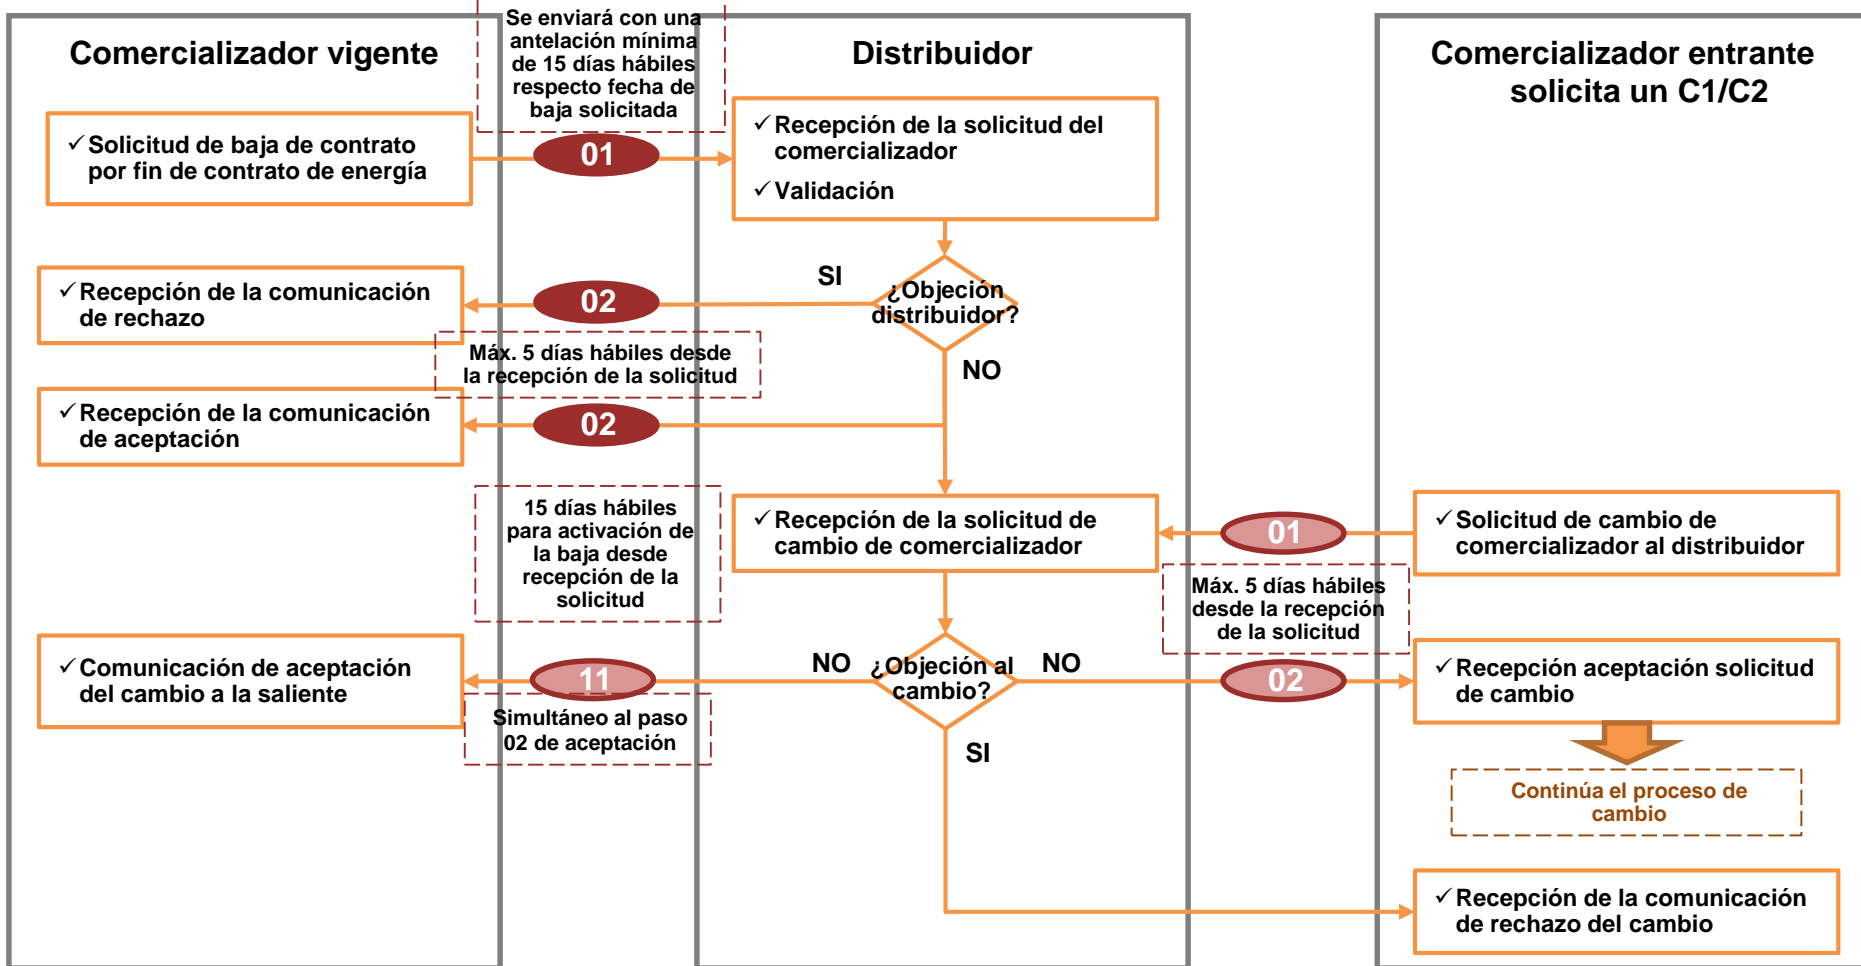 Comercializador vigente
Se enviará con una
antelación mínima
de 15 días hábiles
respecto fecha de
baja solicitada
Distribuidor
Comercializador entrante
solicita un C1/C2
✓ Solicitud de baja de contrato
por fin de contrato de energía
01
✓ Recepción de la solicitud del
comercializador
✓ Validación
✓ Recepción de la comunicación
de rechazo
02
SI
¿Objeción
distribuidor?
Máx. 5 días hábiles desde
la recepción de la solicitud
NO
✓ Recepción de la comunicación
de aceptación
02
15 días hábiles
para activación de
la baja desde
recepción de la
solicitud
✓ Recepción de la solicitud de
cambio de comercializador
01
✓ Solicitud de cambio de
comercializador al distribuidor
Máx. 5 días hábiles
desde la recepción
de la solicitud
✓ Comunicación de aceptación
del cambio a la saliente
11
NO
¿Objeción al
cambio?
NO
02
✓ Recepción aceptación solicitud
de cambio
Simultáneo al paso
02 de aceptación
SI
Continúa el proceso de
cambio
✓ Recepción de la comunicación
de rechazo del cambio